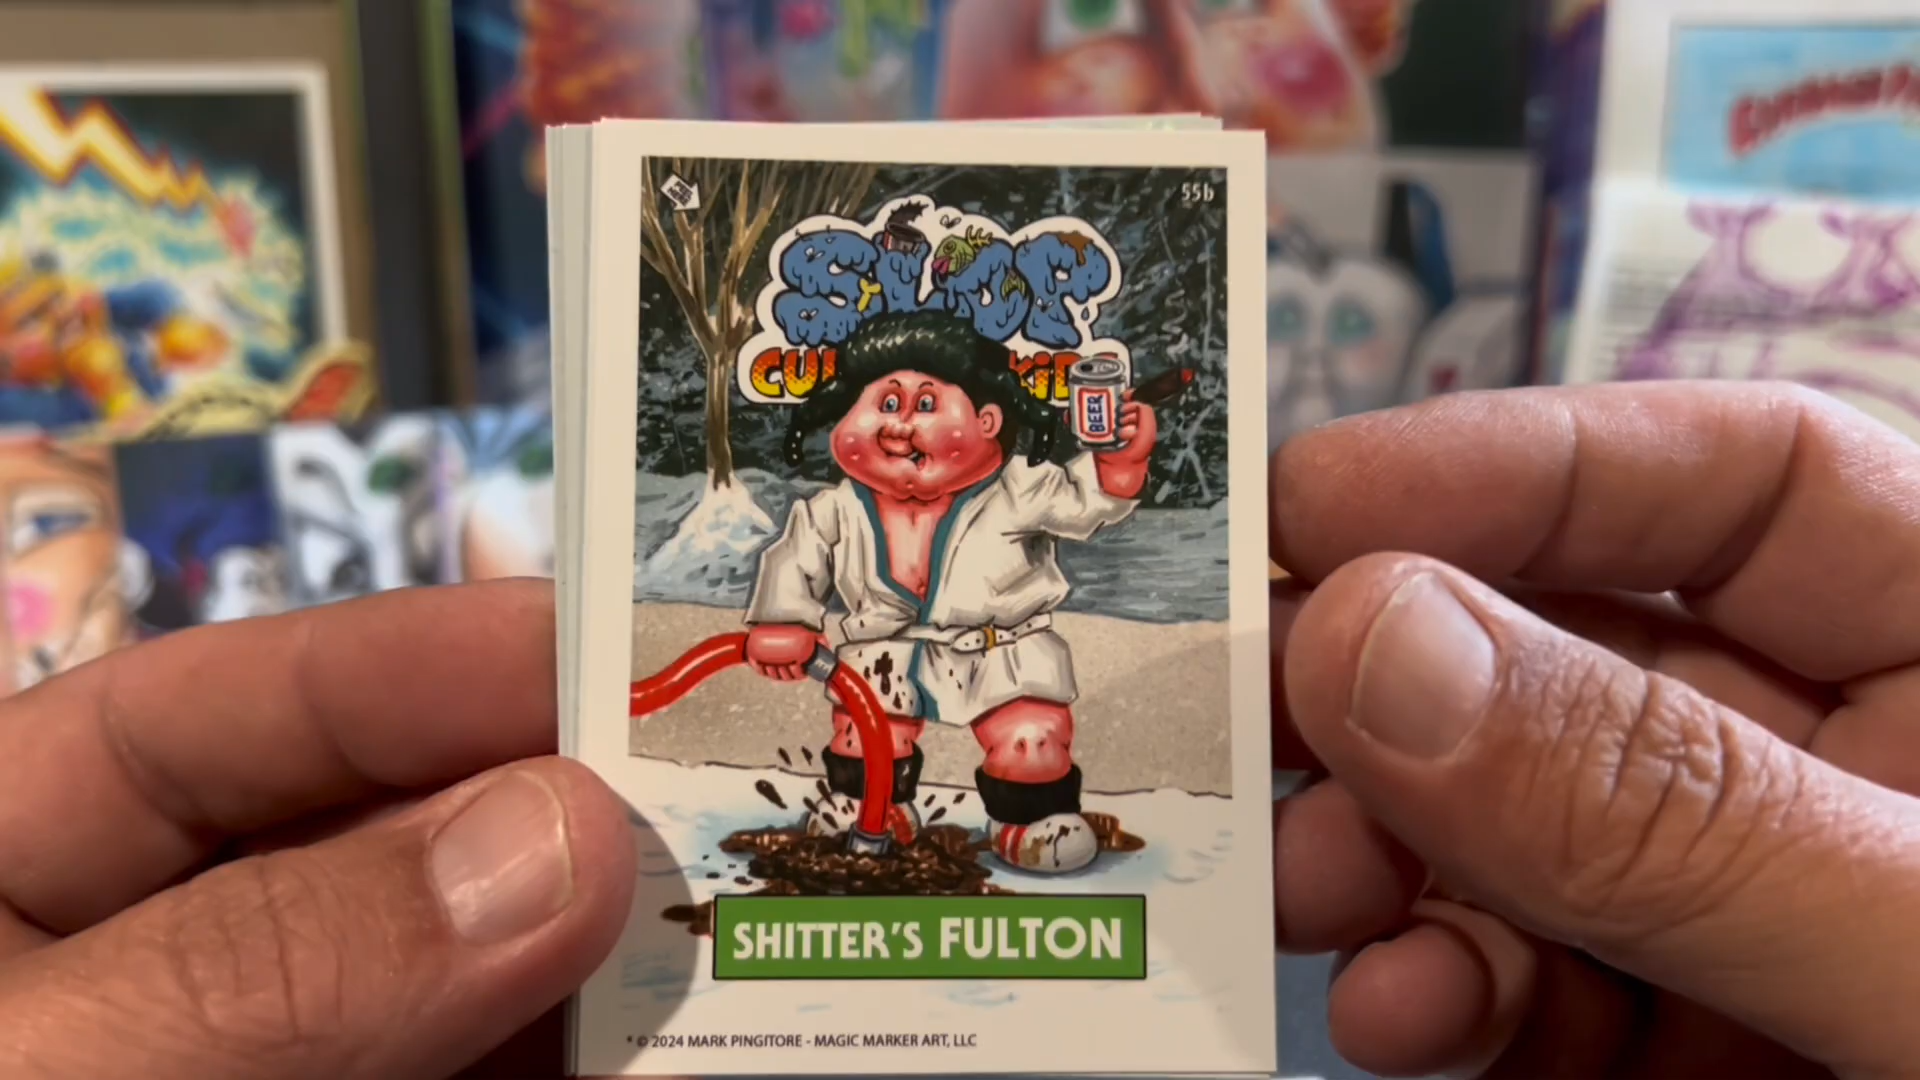 55b
SLOP
CU KiD
BEER
SHITTER'S FULTON
* © 2024 MARK PINGITORE - MAGIC MARKER ART, LLC